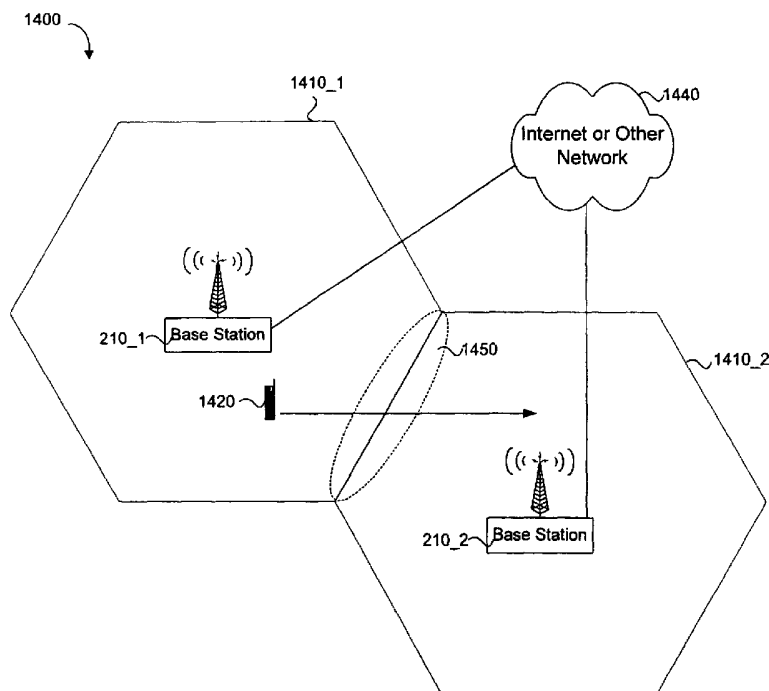 1400
1410_1
1440
Internet or Other
Network
210_1
Base Station
1450
1410_2
1420
210_2
Base Station